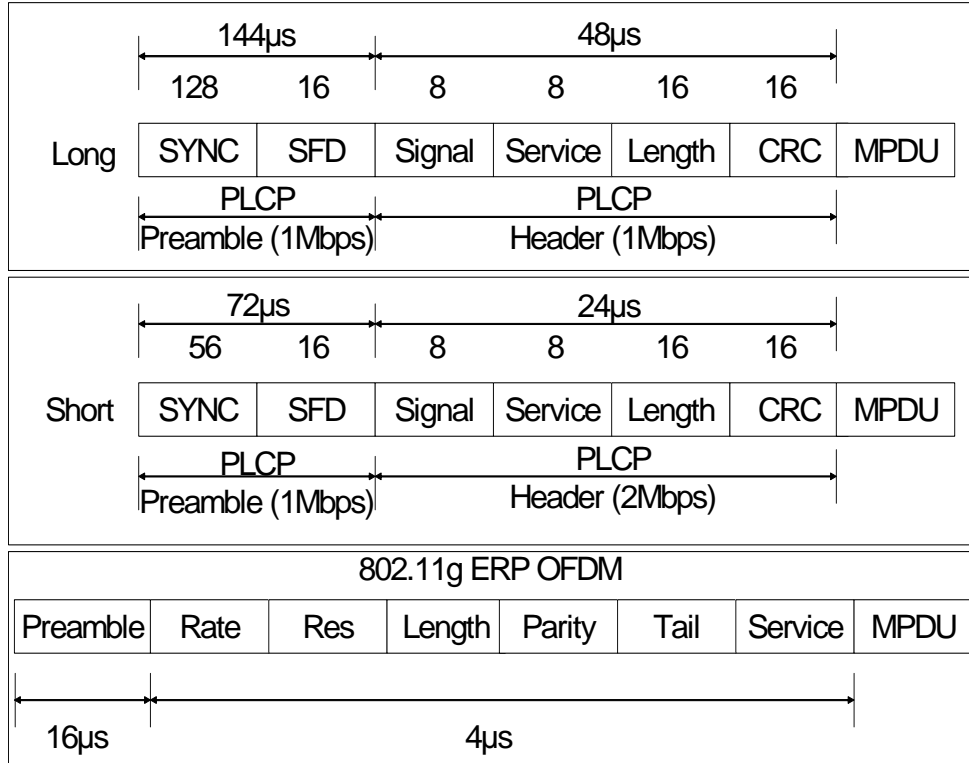 144µs 48µs
128 16 8 8 16 16
Long SYNC SFD Signal Service Length CRC MPDU
PLCP PLCP
Preamble (1Mbps) Header (1Mbps)
72µs 24µs
56 16 8 8 16 16
Short SYNC SFD Signal Service Length CRC MPDU
PLCP PLCP
Preamble (1Mbps) Header (2Mbps)
802.11g ERP OFDM
Preamble Rate Res Length Parity Tail Service MPDU
16µs 4µs